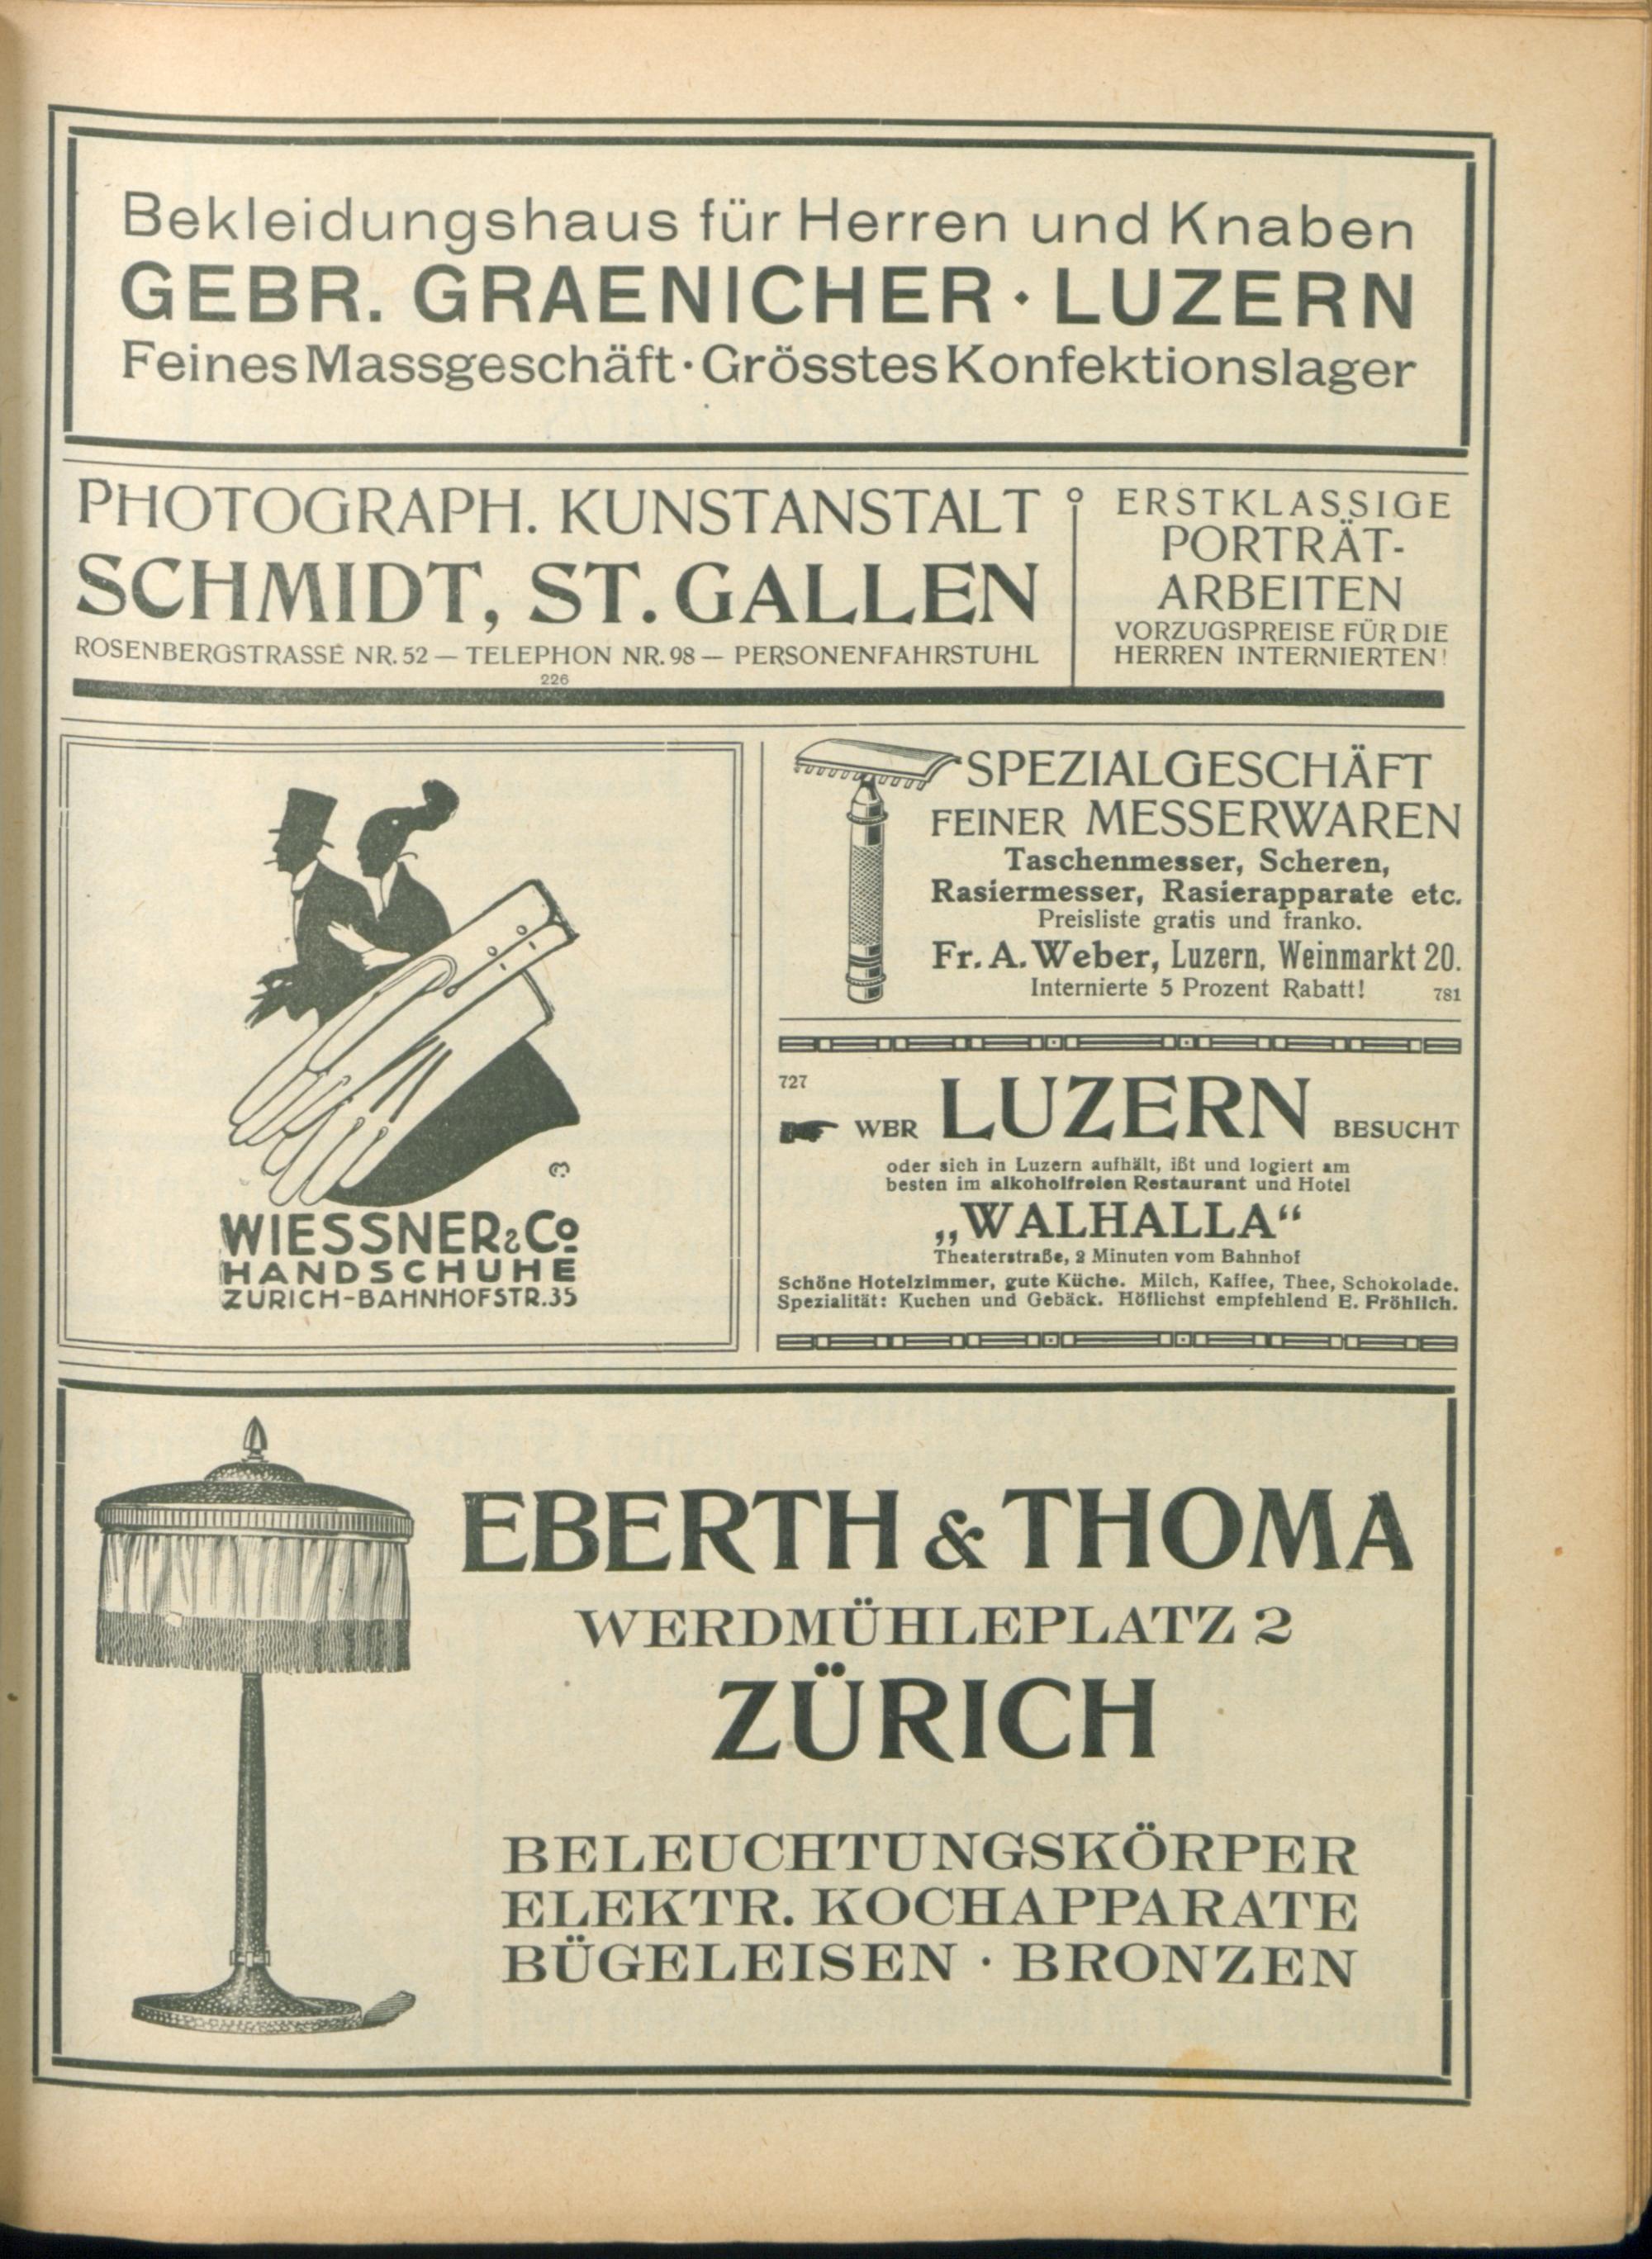 Bekleidungshaus für Herren und Knaben
GEBR. GRAENICHER · LUZERN
Feines Massgeschäft · Grösstes Konfektionslager
PHOTOGRAPH. KUNSTANSTALT
SCHMIDT, ST. GALLEN
ROSENBERGSTRASSE NR. 52 — TELEPHON NR. 98 — PERSONENFAHRSTUHL
226
ERSTKLASSIGE
PORTRÄT-
ARBEITEN
VORZUGSPREISE FÜR DIE
HERREN INTERNIERTEN!
WIESSNER & Co
HANDSCHUHE
ZÜRICH-BAHNHOFSTR. 35
SPEZIALGESCHÄFT
FEINER MESSERWAREN
Taschenmesser, Scheren,
Rasiermesser, Rasierapparate etc.
Preisliste gratis und franko.
Fr. A. Weber, Luzern, Weinmarkt 20.
Internierte 5 Prozent Rabatt! 781
727
WER LUZERN BESUCHT
oder sich in Luzern aufhält, ißt und logiert am
besten im alkoholfreien Restaurant und Hotel
„WALHALLA“
Theaterstraße, 2 Minuten vom Bahnhof
Schöne Hotelzimmer, gute Küche. Milch, Kaffee, Thee, Schokolade.
Spezialität: Kuchen und Gebäck. Höflichst empfehlend E. Fröhlich.
EBERTH & THOMA
WERDMÜHLEPLATZ 2
ZÜRICH
BELEUCHTUNGSKÖRPER
ELEKTR. KOCHAPPARATE
BÜGELEISEN · BRONZEN